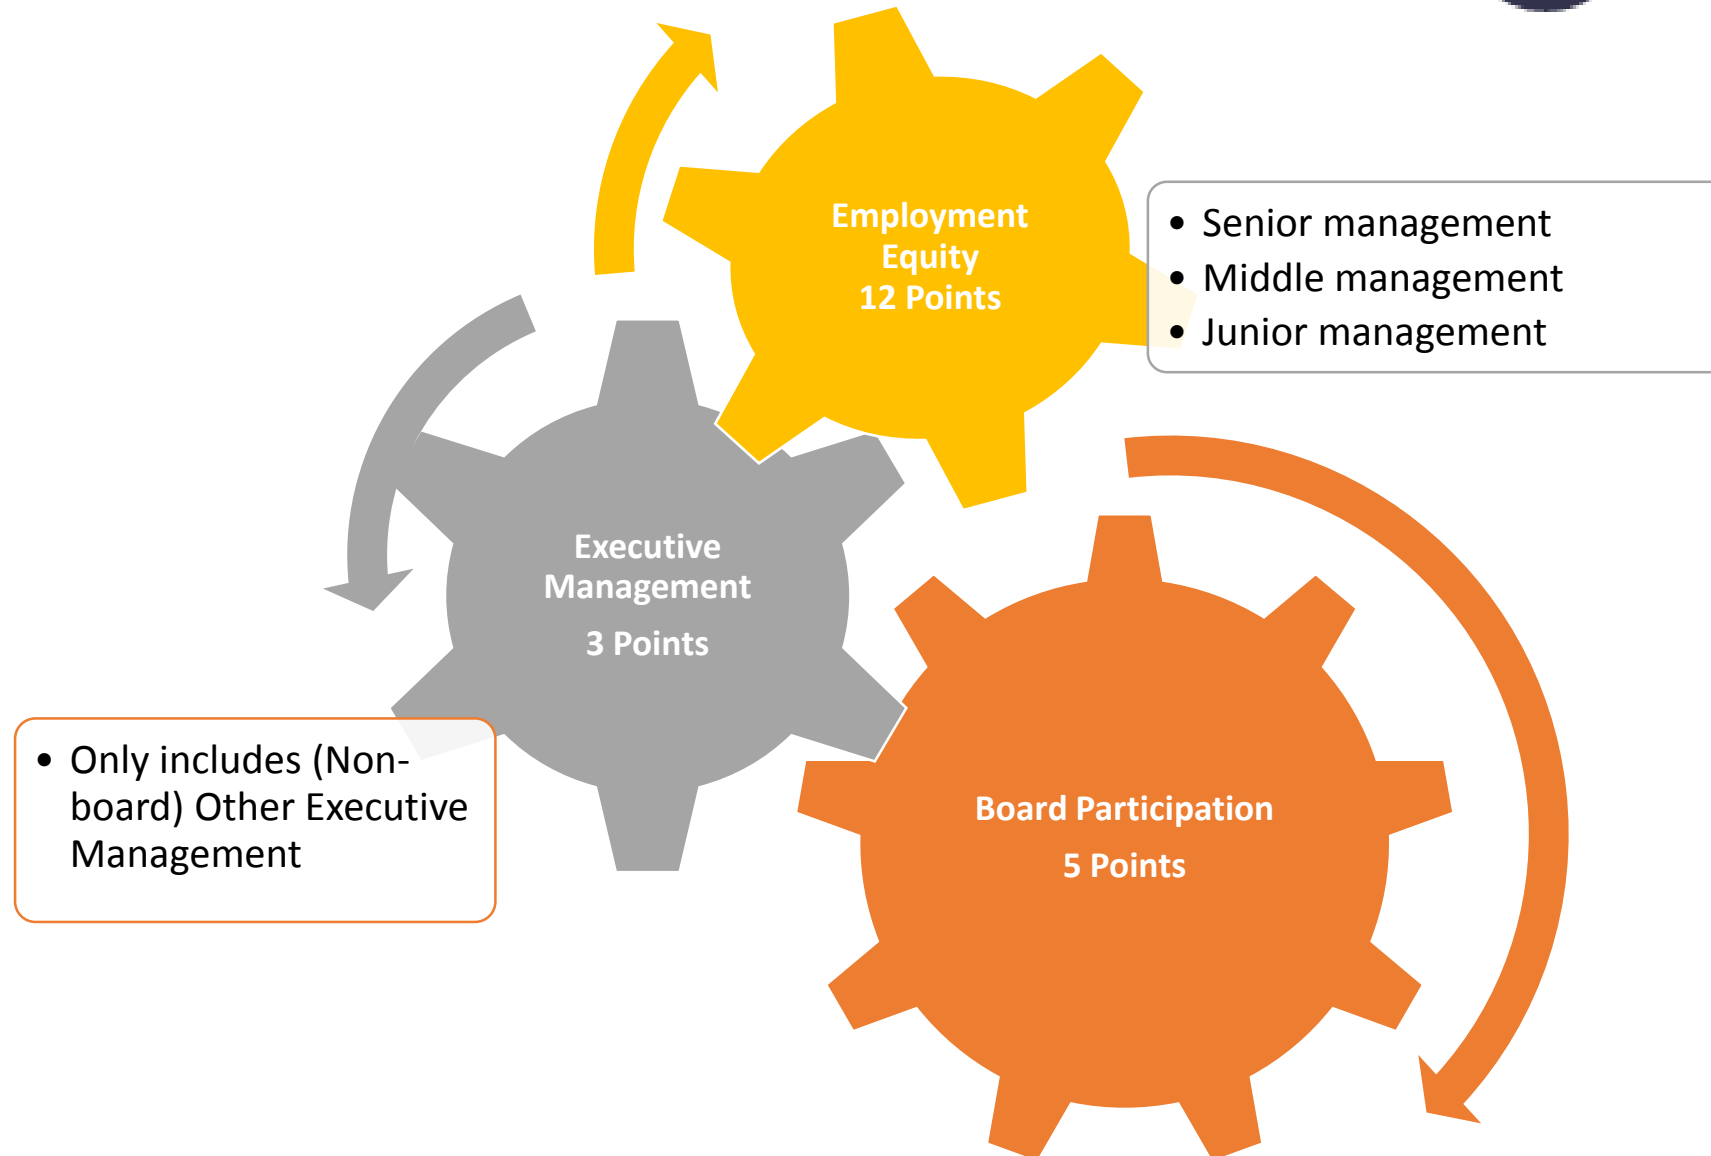 Employment
Equity
12 Points
• Senior management
• Middle management
• Junior management
Executive
Management
3 Points
• Only includes (Non-
board) Other Executive
Management
Board Participation
5 Points